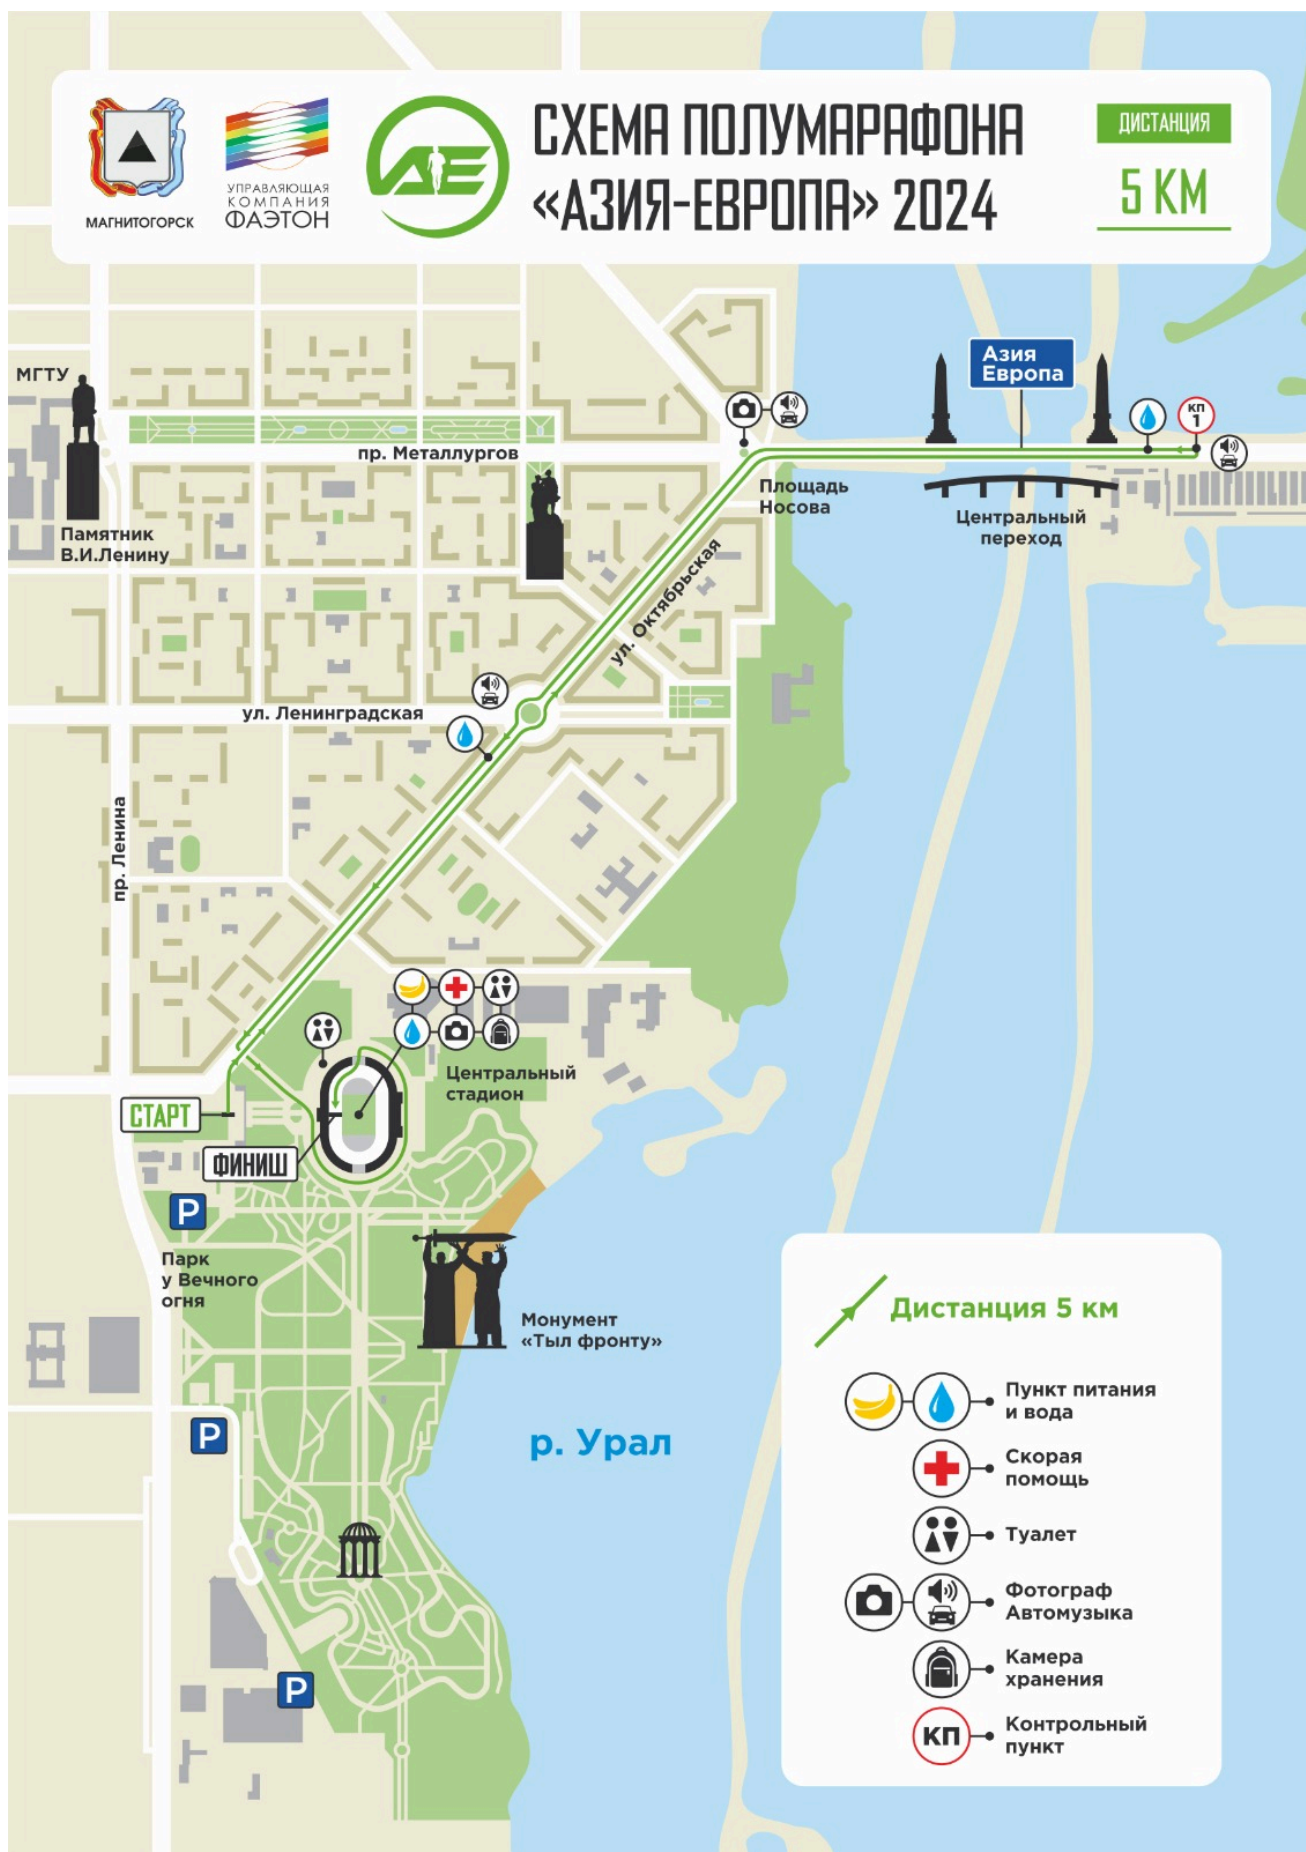 МАГНИТОГОРСК
УПРАВЛЯЮЩАЯ
КОМПАНИЯ
ФАЭТОН
АЕ
СХЕМА ПОЛУМАРАФОНА
«АЗИЯ-ЕВРОПА» 2024
ДИСТАНЦИЯ
5 КМ
МГТУ
Азия
Европа
КП
1
пр. Металлургов
Площадь
Носова
Центральный
переход
Памятник
В.И.Ленину
ул. Октябрьская
ул. Ленинградская
пр. Ленина
Центральный
стадион
СТАРТ
ФИНИШ
P
Парк
у Вечного
огня
Монумент
«Тыл фронту»
P
р. Урал
P
Дистанция 5 км
Пункт питания
и вода
Скорая
помощь
Туалет
Фотограф
Автомузыка
Камера
хранения
КП
Контрольный
пункт